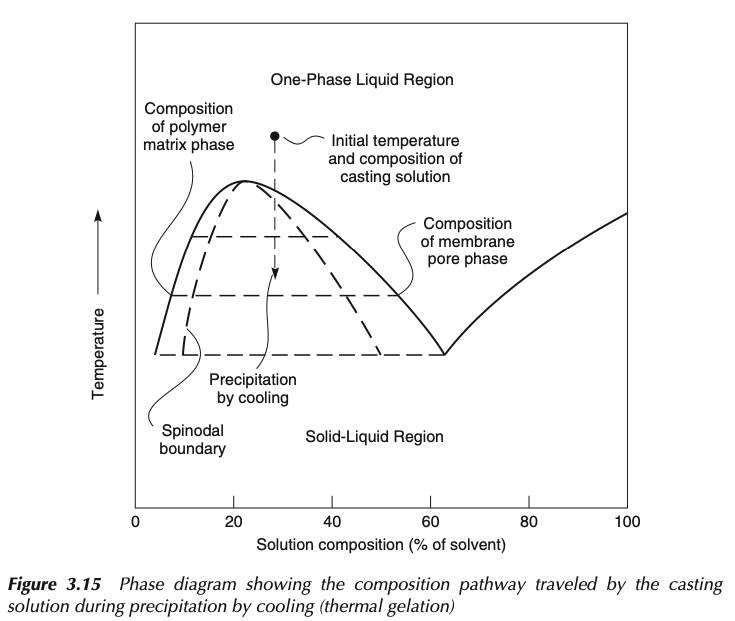 One-Phase Liquid Region
Composition
of polymer
matrix phase
Initial temperature
and composition of
casting solution
Composition
of membrane
pore phase
Temperature
Precipitation
by cooling
Spinodal
boundary
Solid-Liquid Region
0 20 40 60 80 100
Solution composition (% of solvent)
Figure 3.15 Phase diagram showing the composition pathway traveled by the casting
solution during precipitation by cooling (thermal gelation)